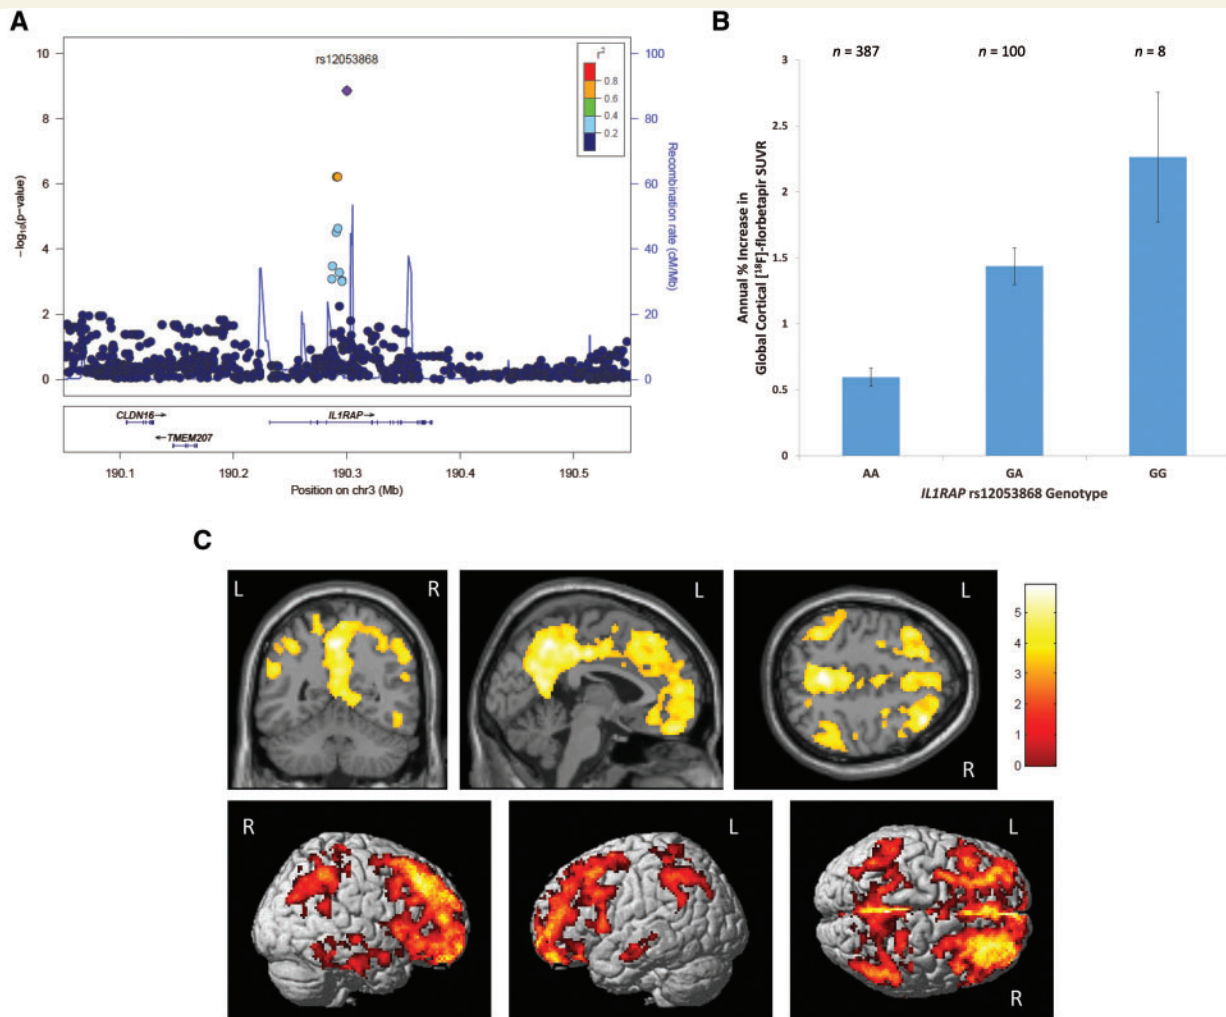 A
rs12053868
r²
0.8
0.6
0.4
0.2
10
8
6
4
2
0
−log10(p−value)
100
80
60
40
20
0
Recombination rate (cM/Mb)
CLDN16→
IL1RAP→
←TMEM207
190.1 190.2 190.3 190.4 190.5
Position on chr3 (Mb)
B
n = 387 n = 100 n = 8
3
2.5
2
1.5
1
0.5
0
Annual % Increase in
Global Cortical [18F]-florbetapir SUVR
AA GA GG
IL1RAP rs12053868 Genotype
C
L R
L
L
R
5
4
3
2
1
0
R
L
L
R